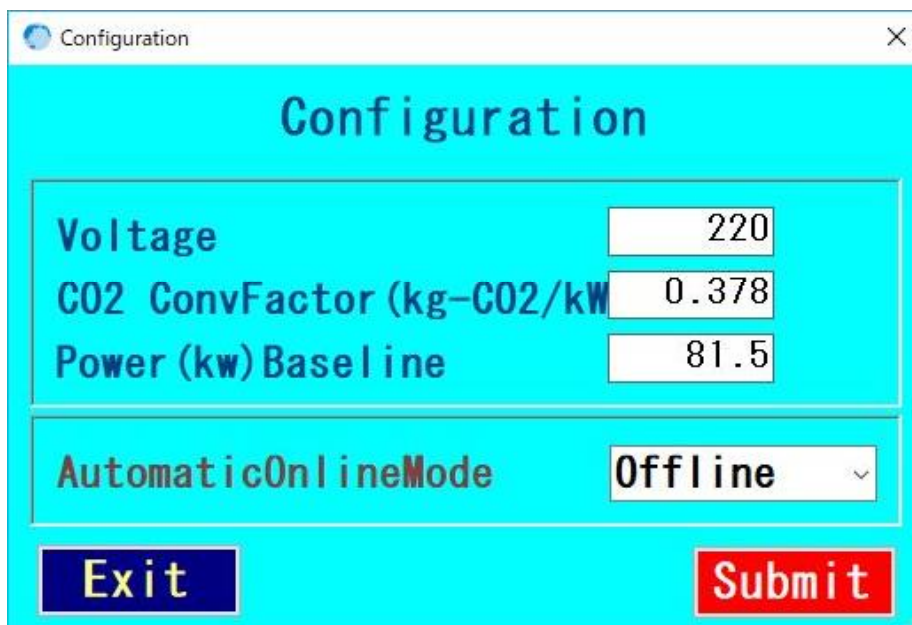 Configuration
Configuration
Voltage 220
CO2 ConvFactor(kg-CO2/kW 0.378
Power(kw)Baseline 81.5
AutomaticOnlineMode Offline
Exit Submit